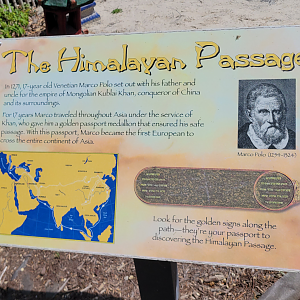 The Himalayan Passage
In 1271, 17-year old Venetian Marco Polo set out with his father and
uncle for the empire of Mongolian Kublai Khan, conqueror of China
and its surroundings.
For 17 years Marco traveled throughout Asia under the service of
Khan, who gave him a golden passport medallion that ensured his safe
passage. With this passport, Marco became the first European to
cross the entire continent of Asia.
Marco Polo (1254-1324)
Look for the golden signs along the
path—they're your passport to
discovering the Himalayan Passage.